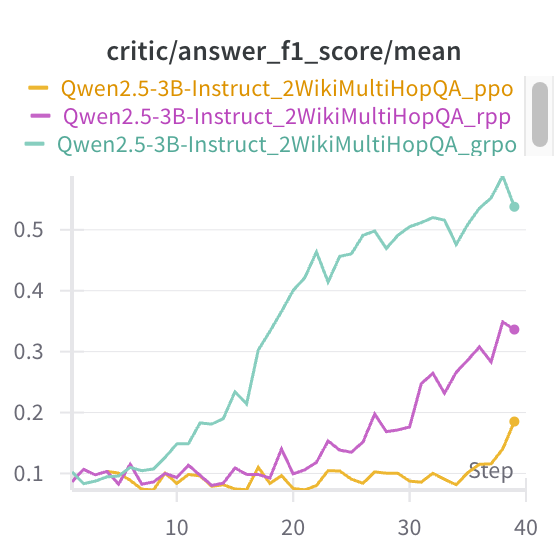 critic/answer_f1_score/mean
Qwen2.5-3B-Instruct_2WikiMultiHopQA_ppo
Qwen2.5-3B-Instruct_2WikiMultiHopQA_rpp
Qwen2.5-3B-Instruct_2WikiMultiHopQA_grpo
0.5
0.4
0.3
0.2
0.1
Step
10 20 30 40